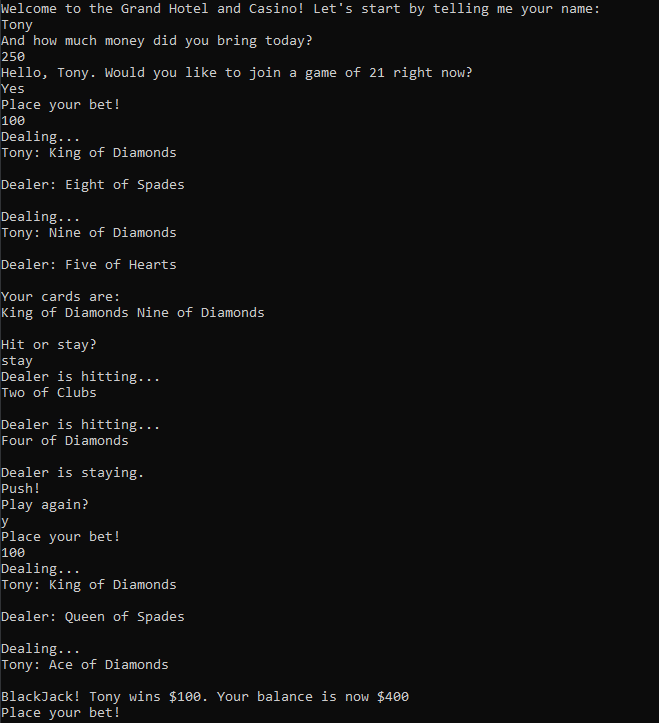 Welcome to the Grand Hotel and Casino! Let's start by telling me your name:
Tony
And how much money did you bring today?
250
Hello, Tony. Would you like to join a game of 21 right now?
Yes
Place your bet!
100
Dealing...
Tony: King of Diamonds
Dealer: Eight of Spades
Dealing...
Tony: Nine of Diamonds
Dealer: Five of Hearts
Your cards are:
King of Diamonds Nine of Diamonds
Hit or stay?
stay
Dealer is hitting...
Two of Clubs
Dealer is hitting...
Four of Diamonds
Dealer is staying.
Push!
Play again?
y
Place your bet!
100
Dealing...
Tony: King of Diamonds
Dealer: Queen of Spades
Dealing...
Tony: Ace of Diamonds
BlackJack! Tony wins $100. Your balance is now $400
Place your bet!